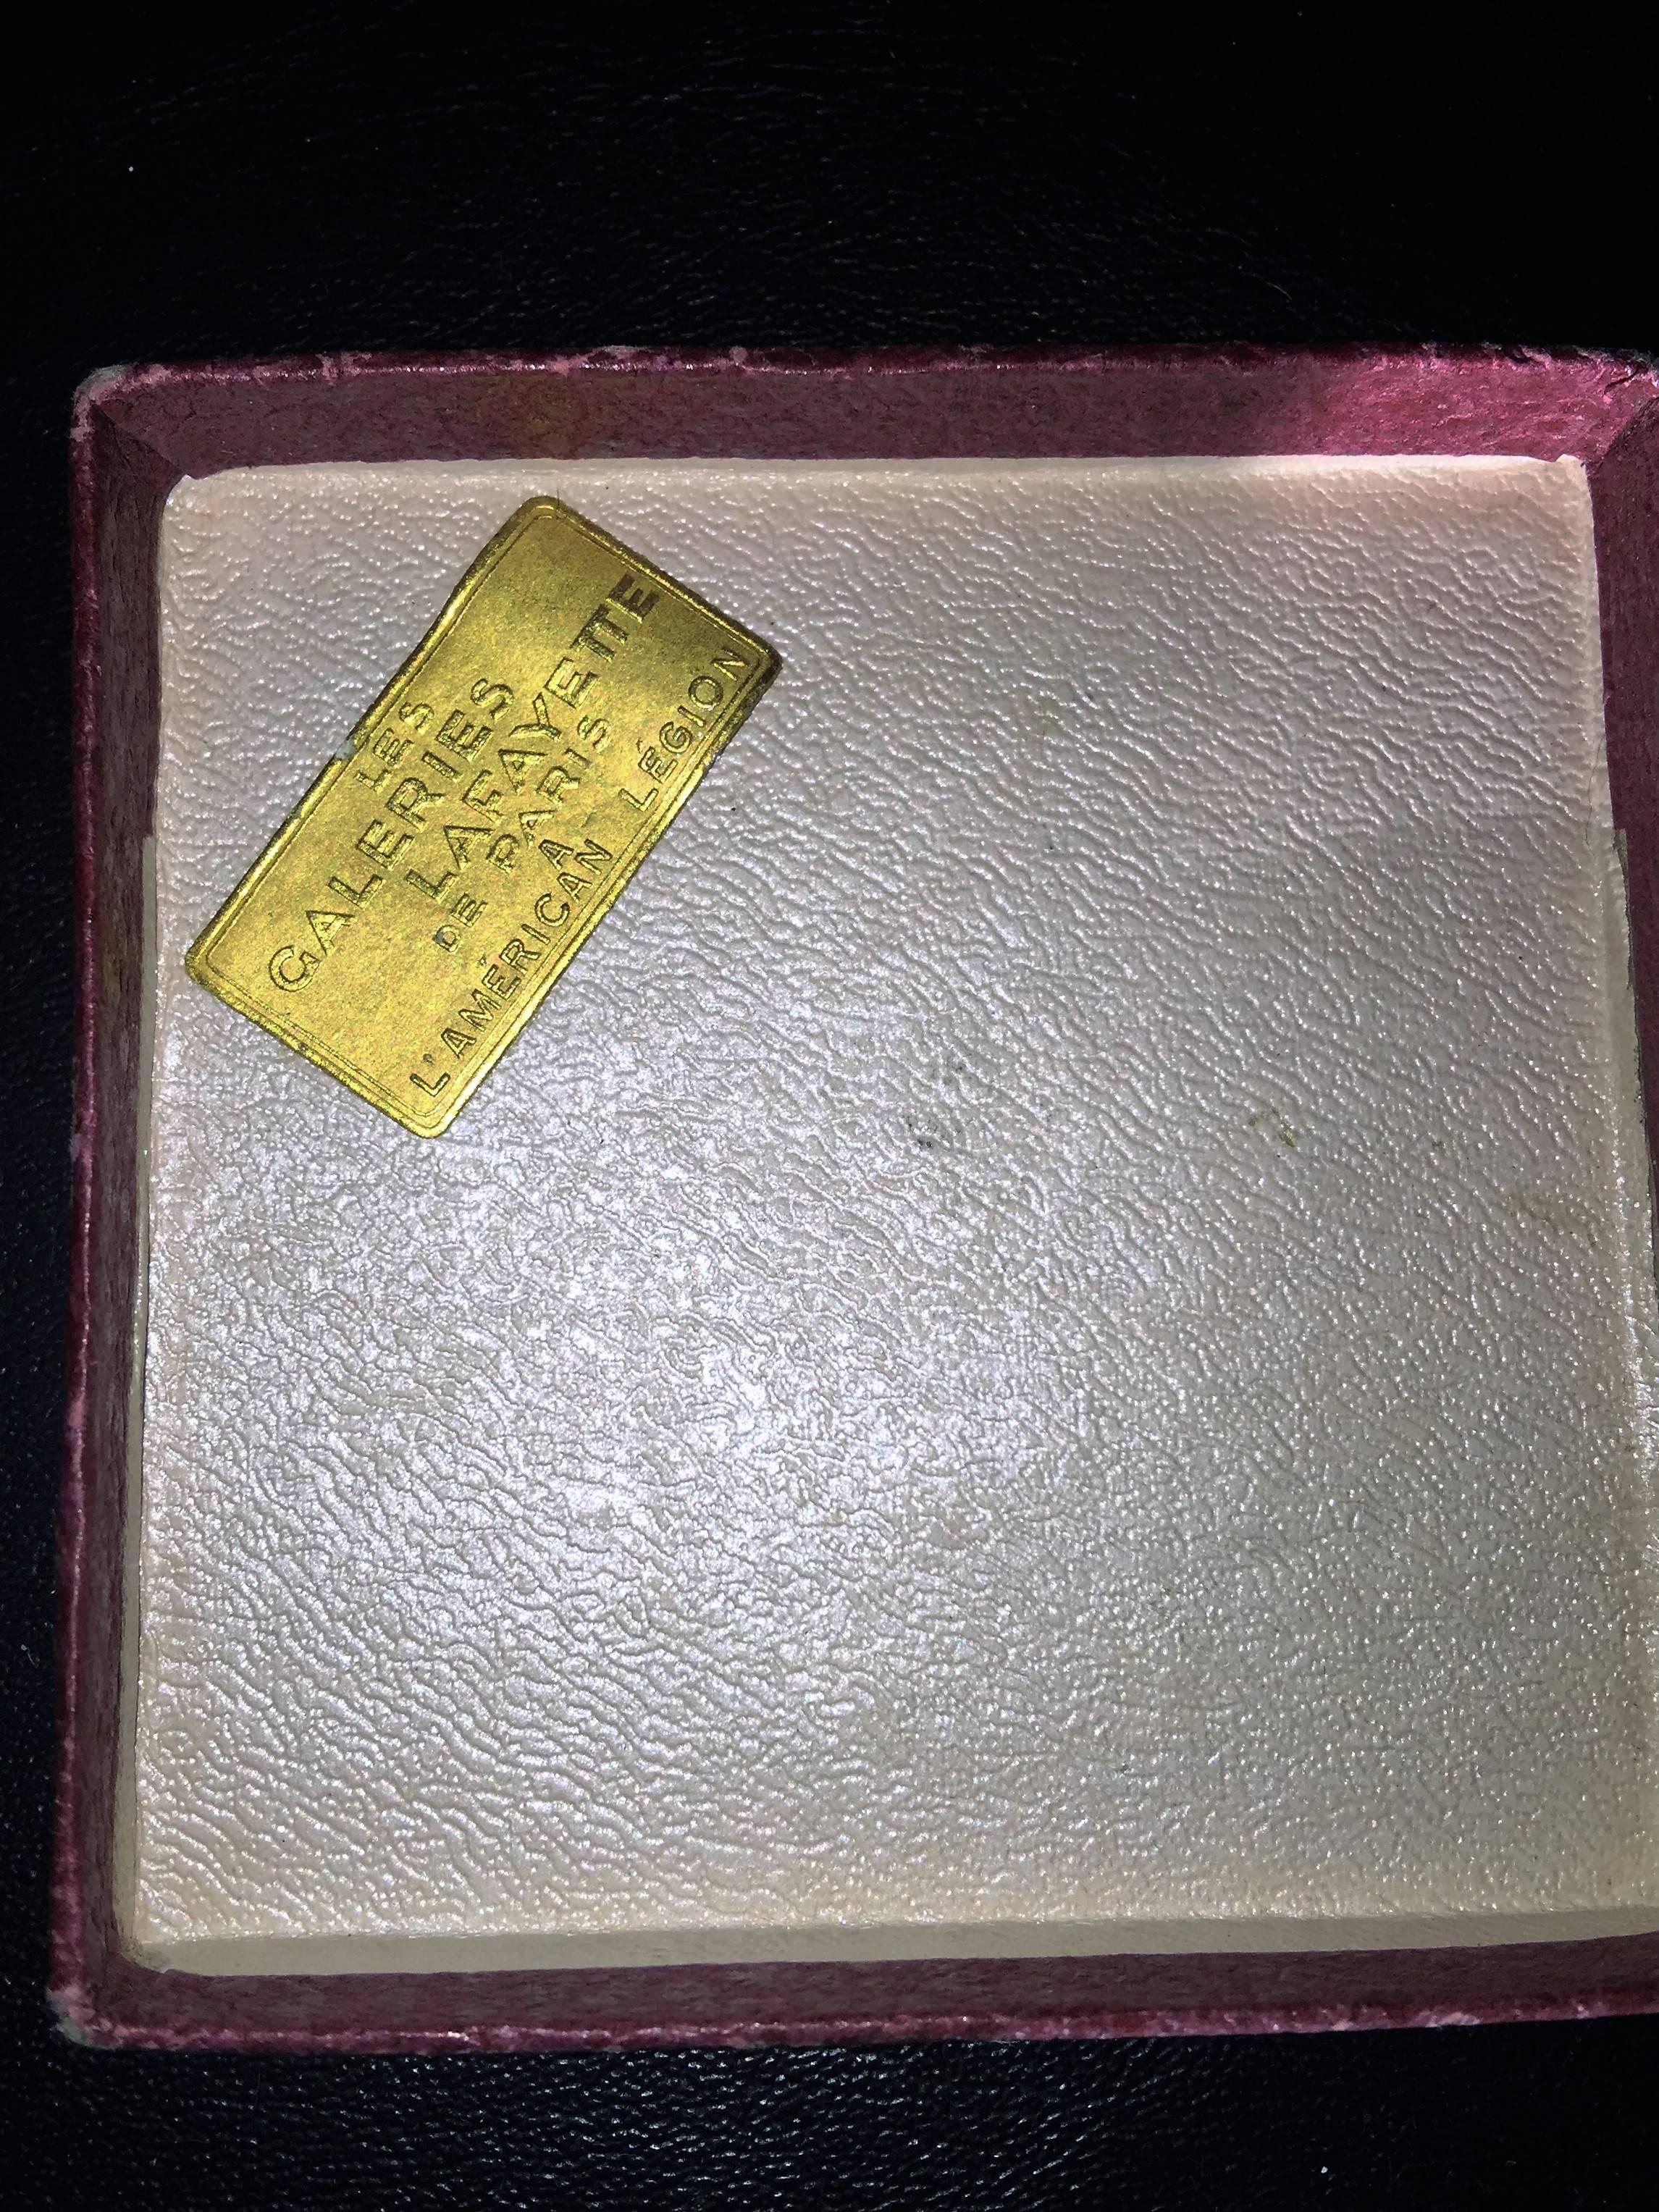 LES
GALERIES
LAFAYETTE
DE PARIS
A
L'AMÉRICAN LÉGION